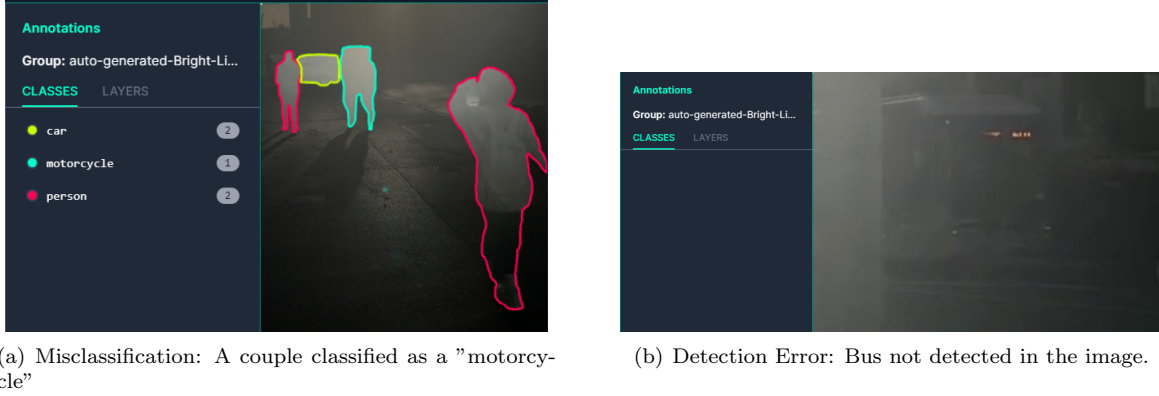 Annotations
Group: auto-generated-Bright-Li...
CLASSES LAYERS
car 2
motorcycle 1
person 2
(a) Misclassification: A couple classified as a "motorcy-
cle"
Annotations
Group: auto-generated-Bright-Li...
CLASSES LAYERS
(b) Detection Error: Bus not detected in the image.